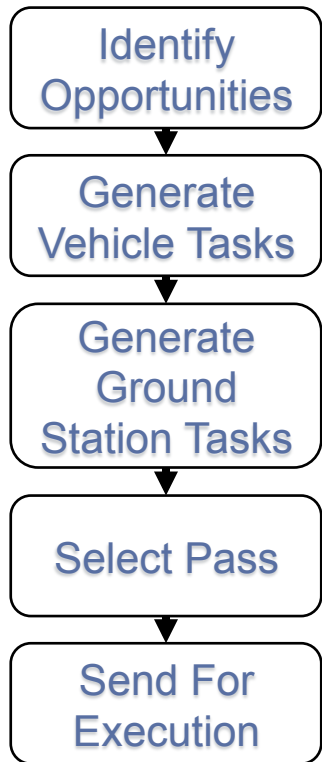 Identify
Opportunities
Generate
Vehicle Tasks
Generate
Ground
Station Tasks
Select Pass
Send For
Execution